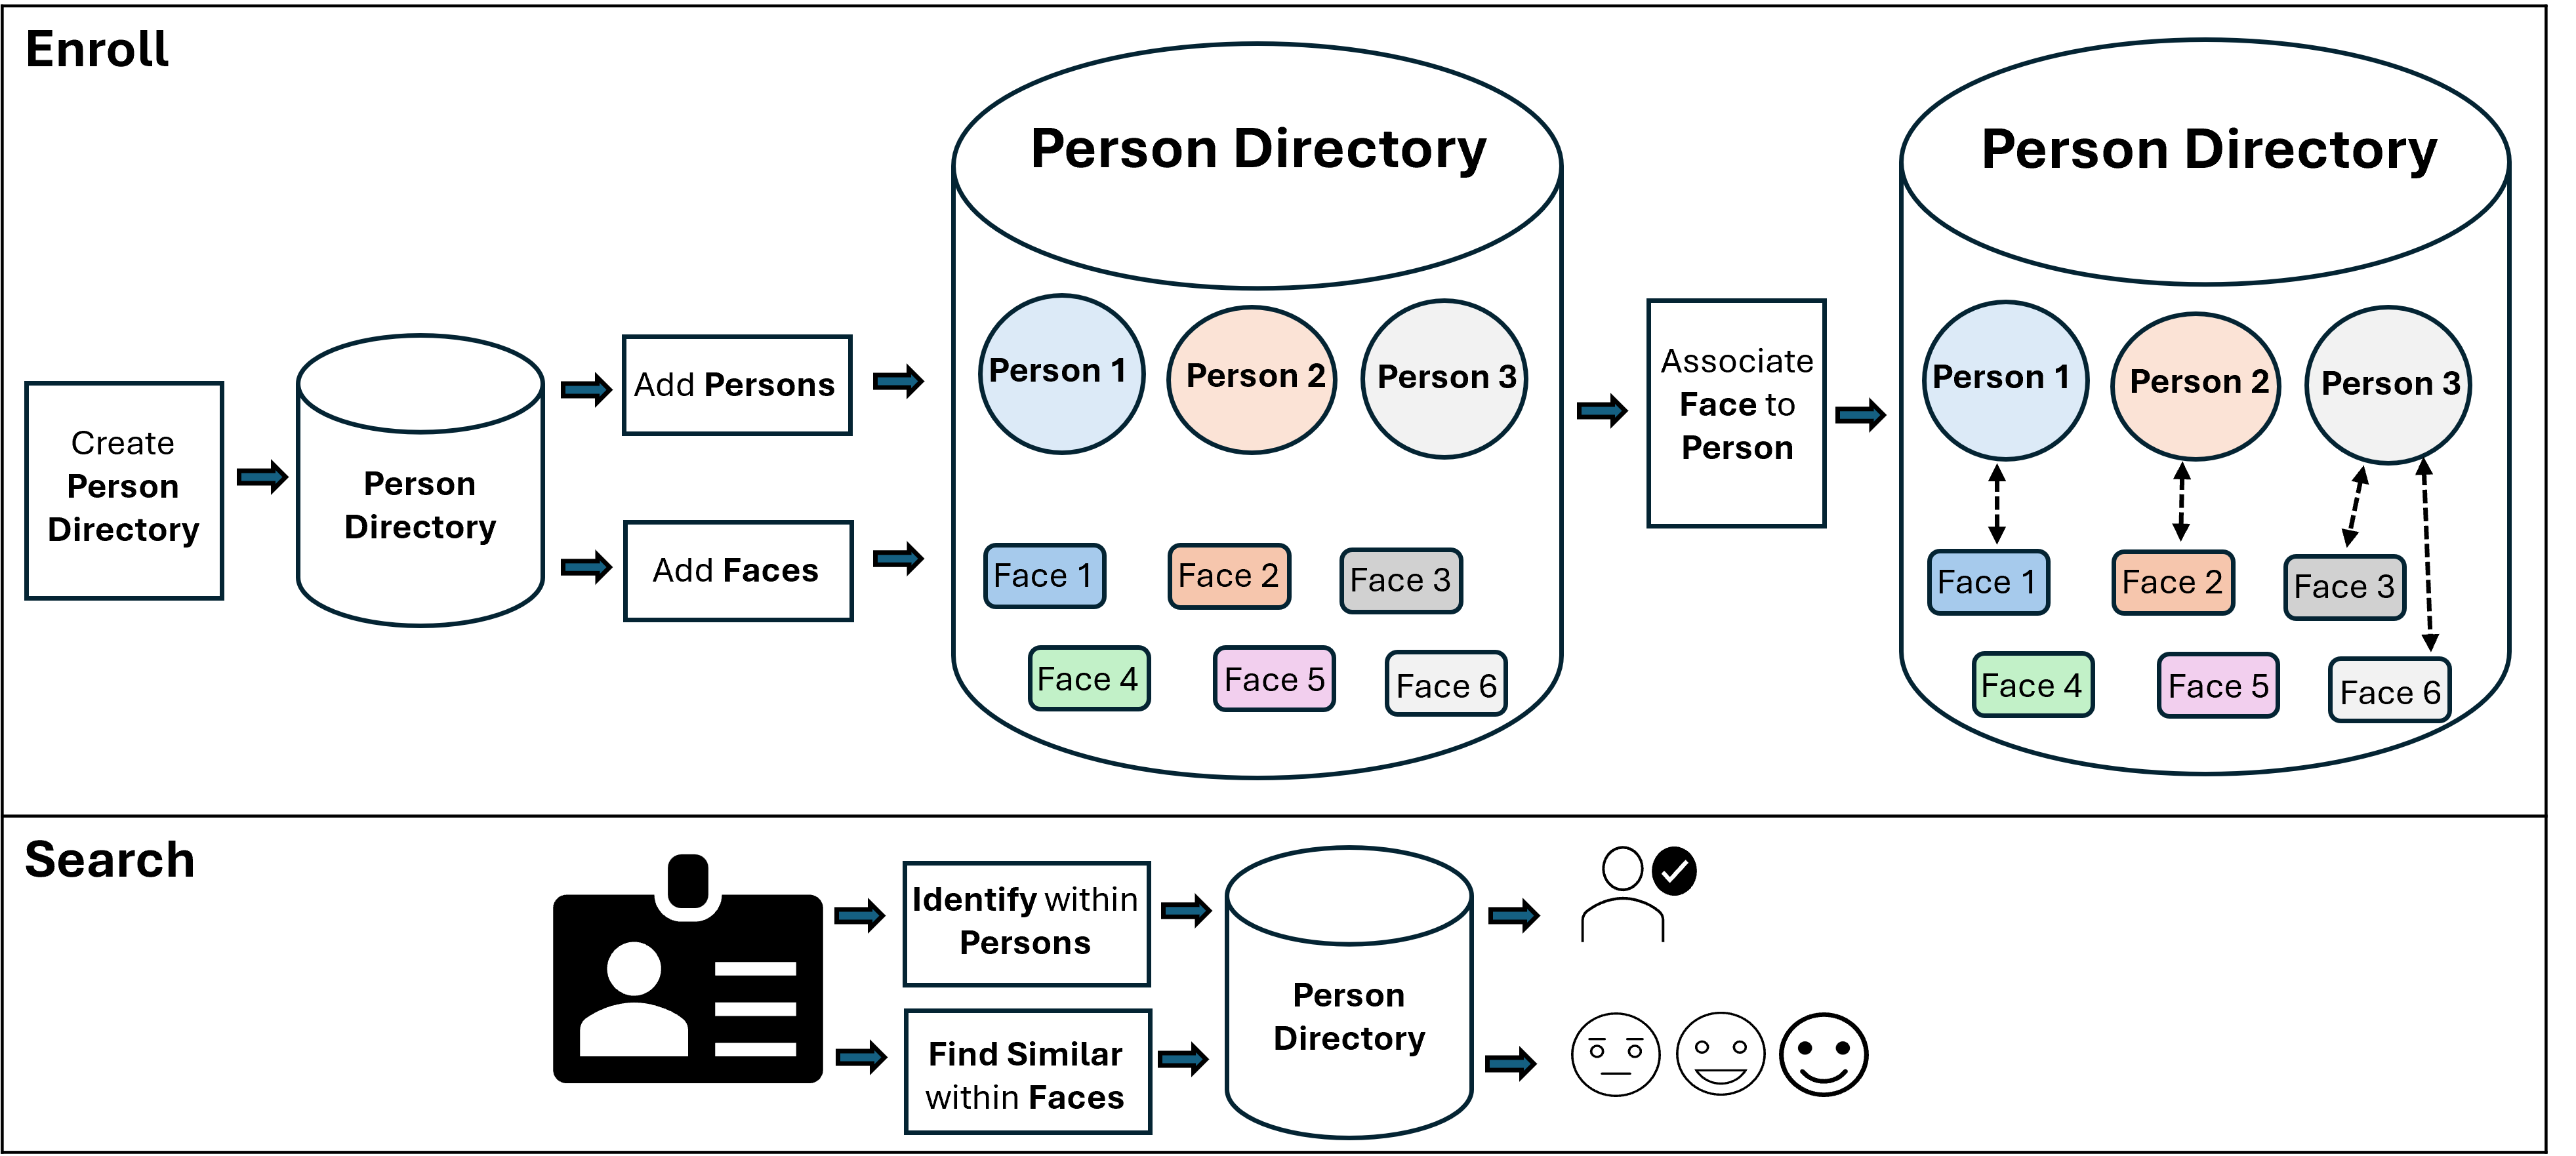 Enroll
Create
Person
Directory
Person
Directory
Add Persons
Add Faces
Person Directory
Person 1
Person 2
Person 3
Face 1
Face 2
Face 3
Face 4
Face 5
Face 6
Associate
Face to
Person
Person Directory
Person 1
Person 2
Person 3
Face 1
Face 2
Face 3
Face 4
Face 5
Face 6
Search
Identify within
Persons
Find Similar
within Faces
Person
Directory